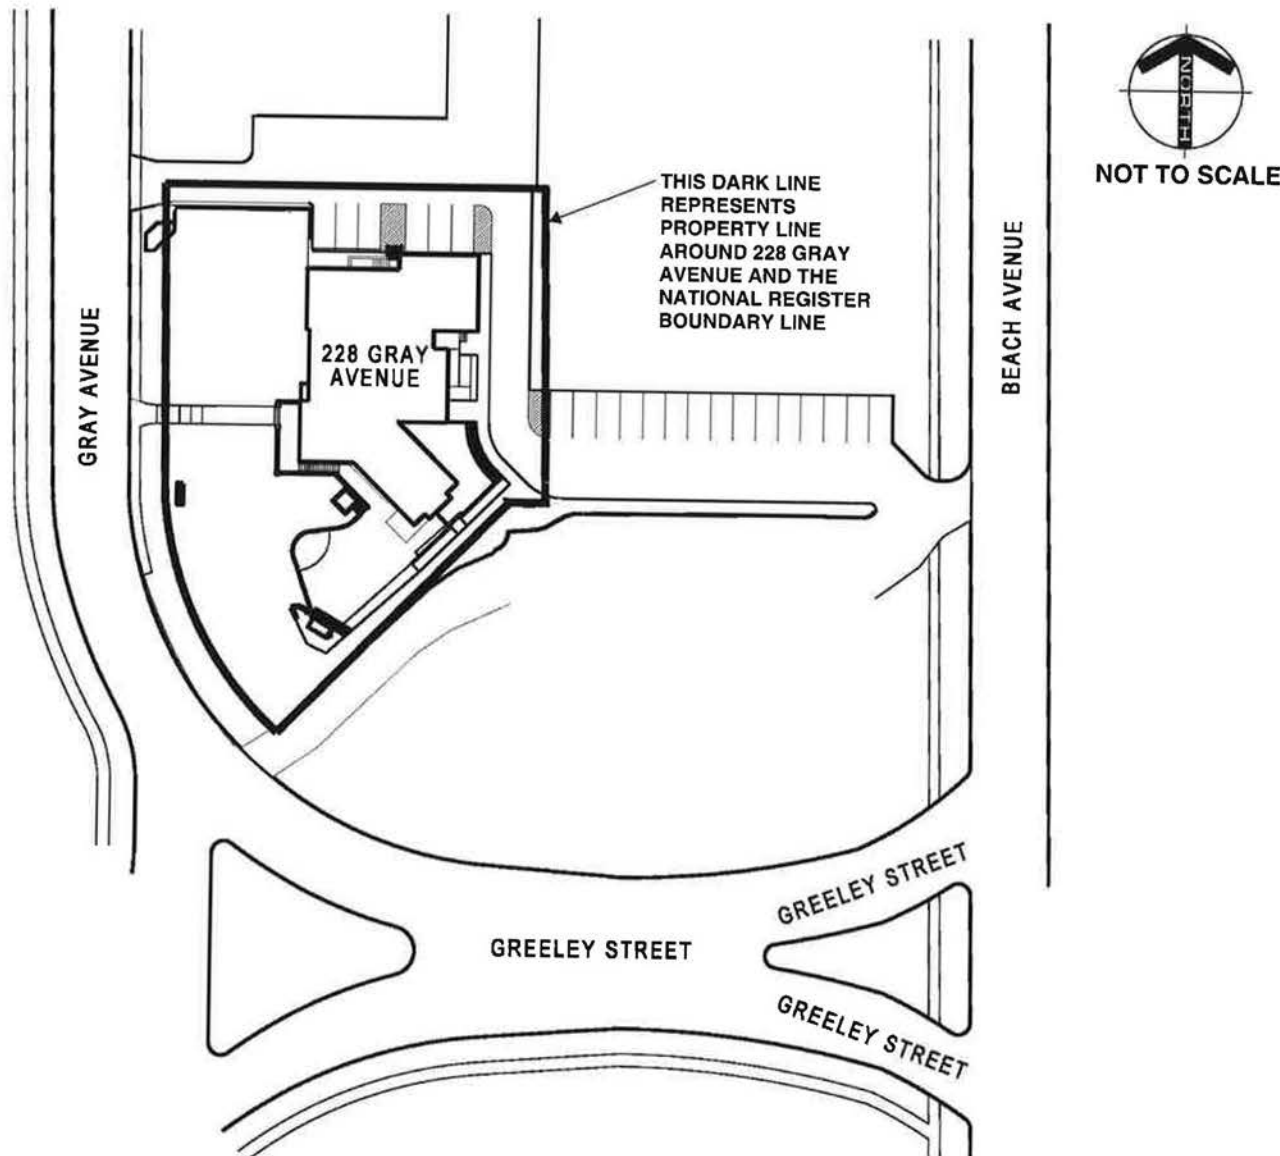 NORTH
NOT TO SCALE
THIS DARK LINE
REPRESENTS
PROPERTY LINE
AROUND 228 GRAY
AVENUE AND THE
NATIONAL REGISTER
BOUNDARY LINE
GRAY AVENUE
228 GRAY
AVENUE
BEACH AVENUE
GREELEY STREET
GREELEY STREET
GREELEY STREET